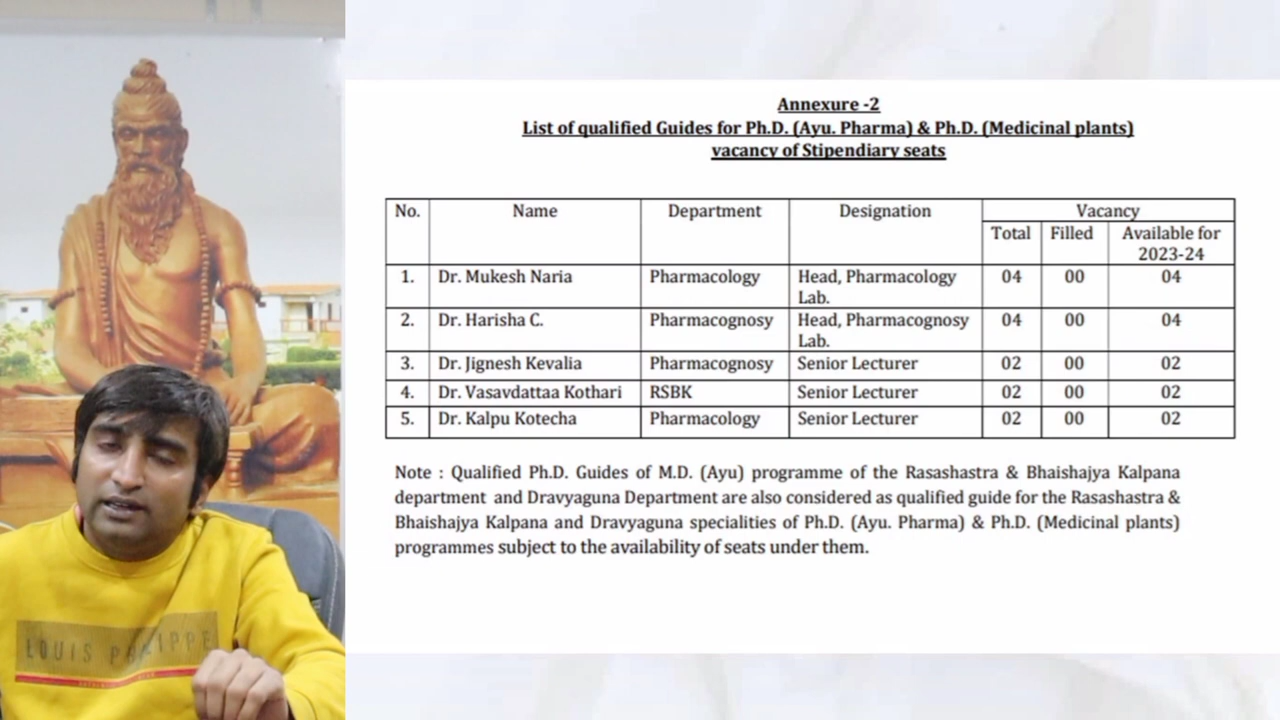 Annexure -2
List of qualified Guides for Ph.D. (Ayu. Pharma) & Ph.D. (Medicinal plants)
vacancy of Stipendiary seats
No. Name Department Designation Vacancy
Total Filled Available for
2023-24
1. Dr. Mukesh Naria Pharmacology Head, Pharmacology 04 00 04
Lab.
2. Dr. Harisha C. Pharmacognosy Head, Pharmacognosy 04 00 04
Lab.
3. Dr. Jignesh Kevalia Pharmacognosy Senior Lecturer 02 00 02
4. Dr. Vasavdattaa Kothari RSBK Senior Lecturer 02 00 02
5. Dr. Kalpu Kotecha Pharmacology Senior Lecturer 02 00 02
Note : Qualified Ph.D. Guides of M.D. (Ayu) programme of the Rasashastra & Bhaishajya Kalpana
department and Dravyaguna Department are also considered as qualified guide for the Rasashastra &
Bhaishajya Kalpana and Dravyaguna specialities of Ph.D. (Ayu. Pharma) & Ph.D. (Medicinal plants)
programmes subject to the availability of seats under them.
LOUIS PHILIPPE